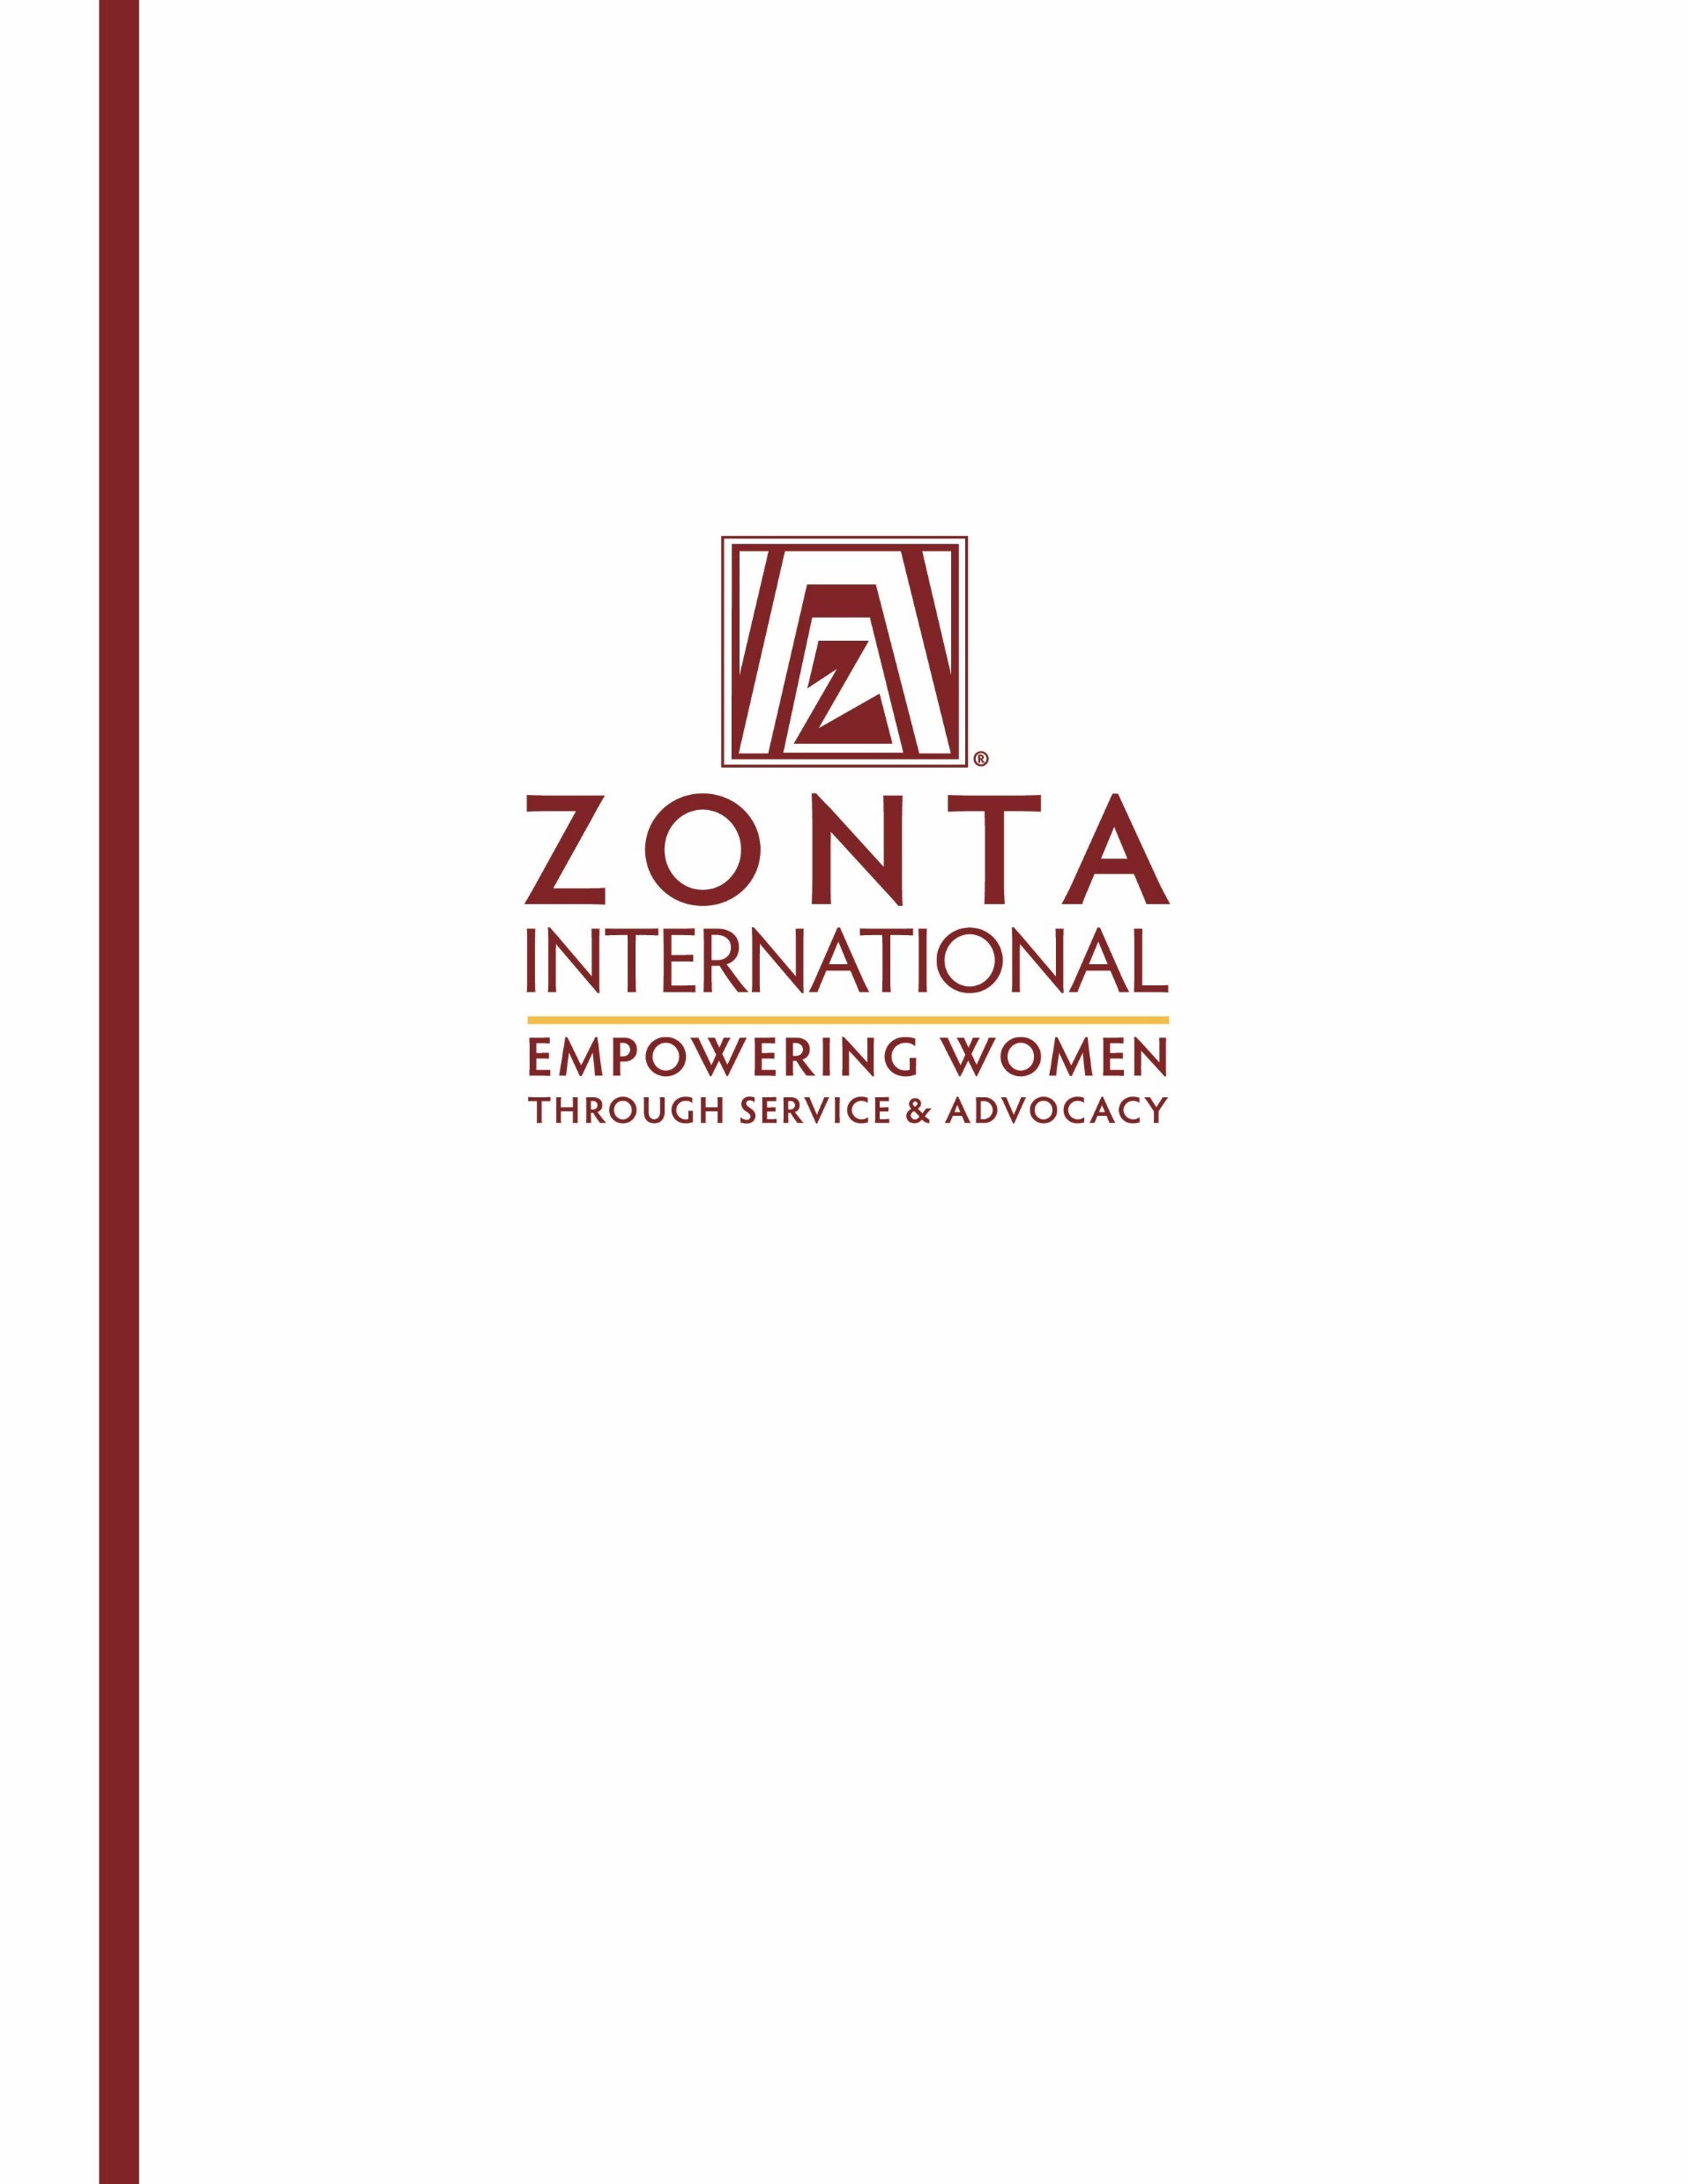 ®
ZONTA
INTERNATIONAL
EMPOWERING WOMEN
THROUGH SERVICE & ADVOCACY